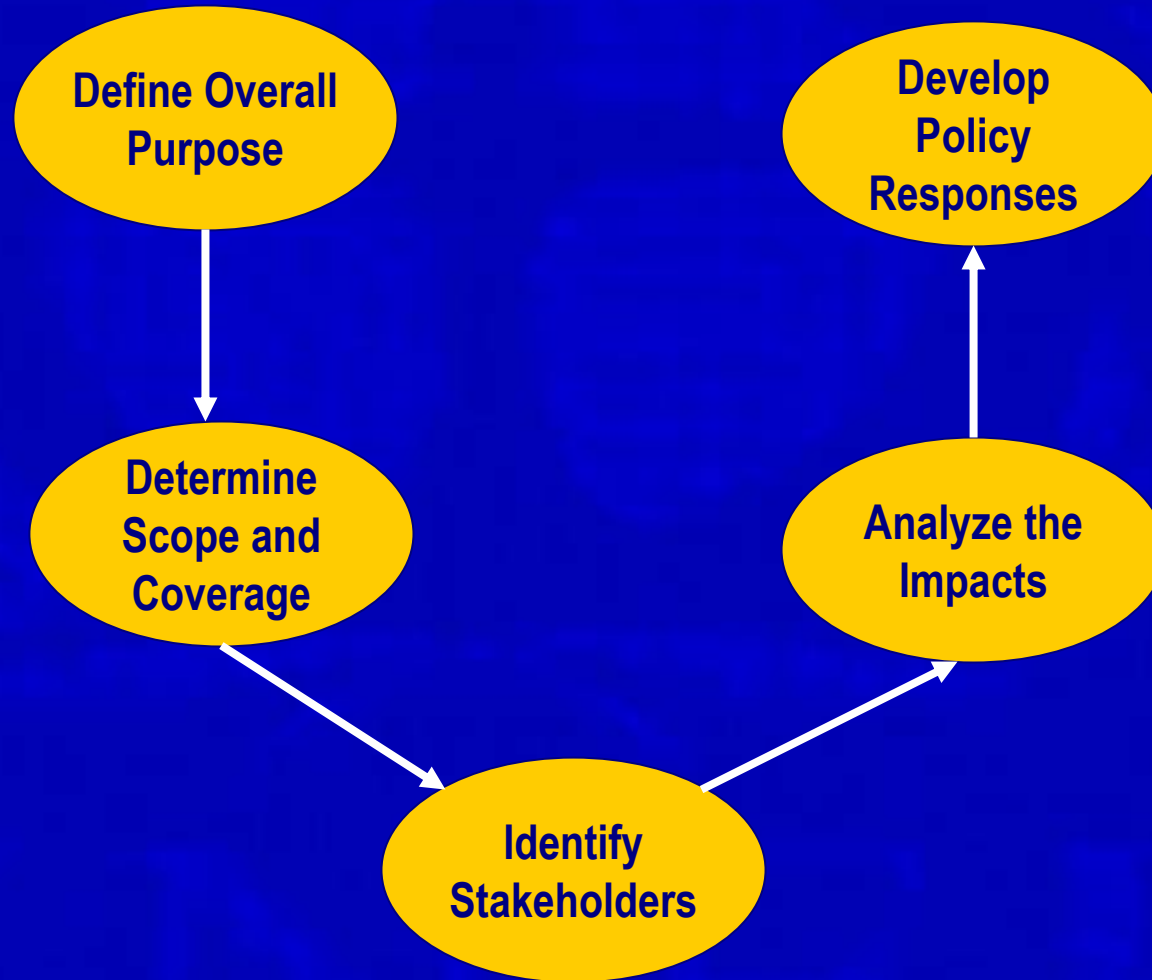 Define Overall
Purpose
Determine
Scope and
Coverage
Identify
Stakeholders
Analyze the
Impacts
Develop
Policy
Responses